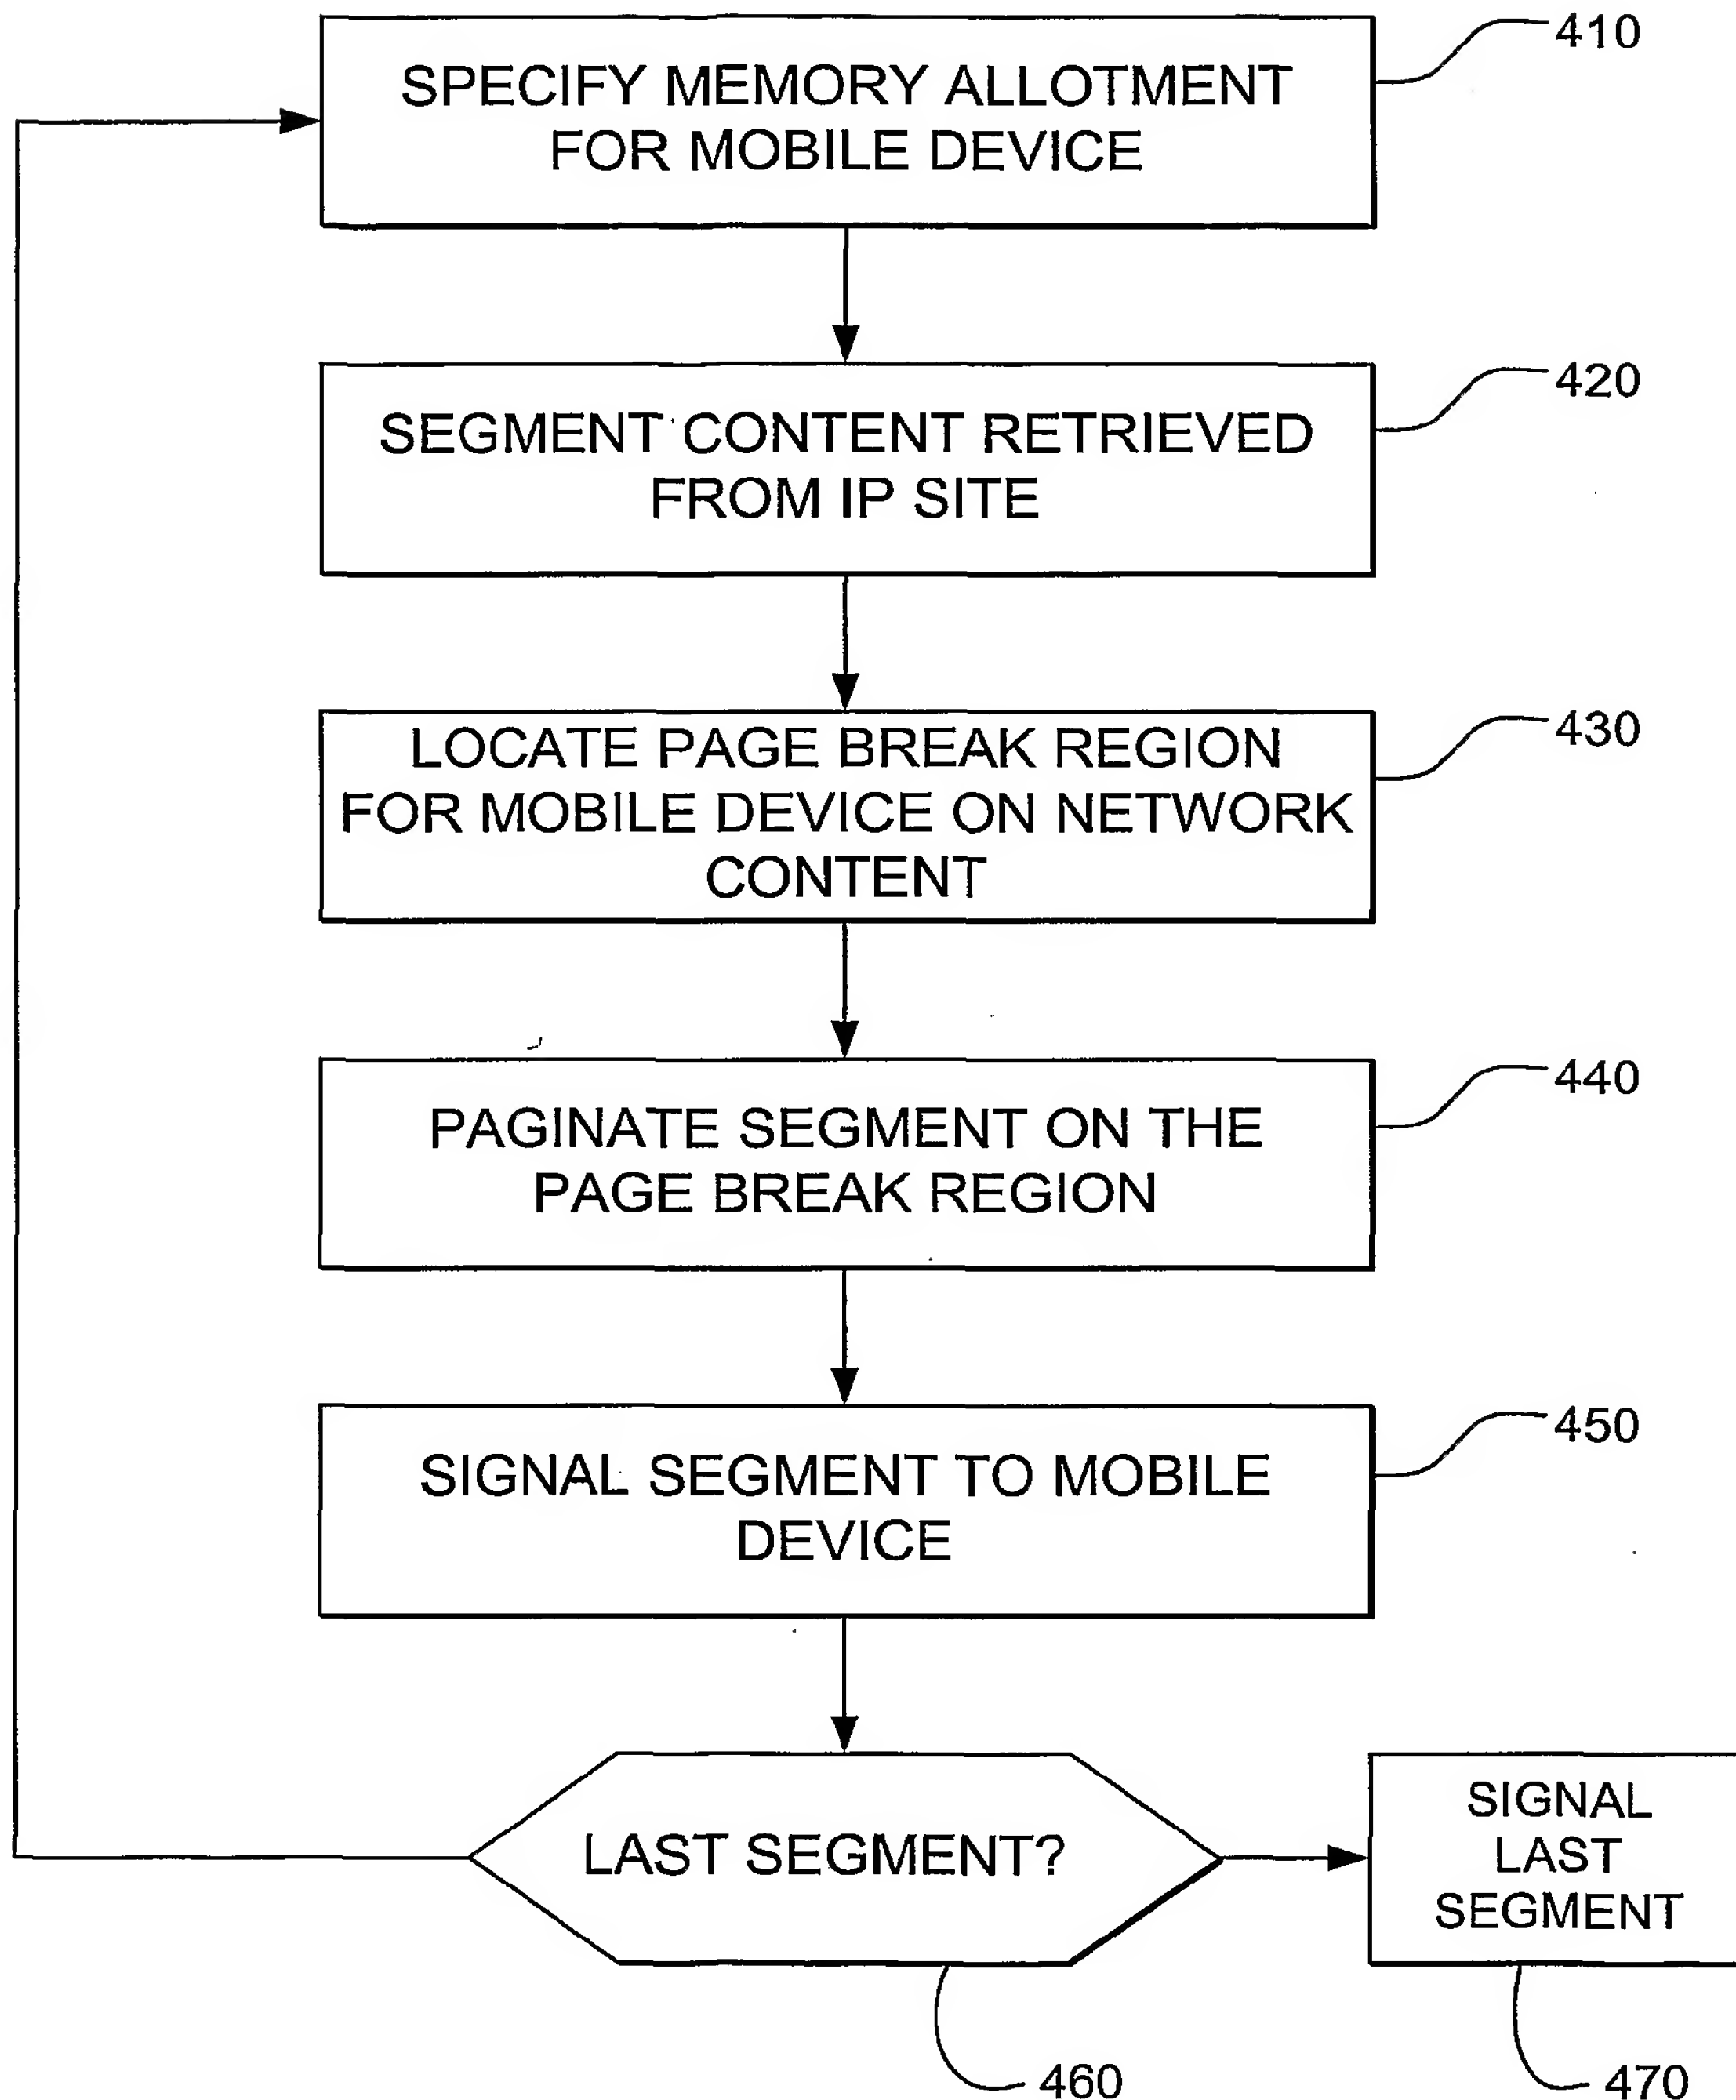 SPECIFY MEMORY ALLOTMENT
FOR MOBILE DEVICE
410
SEGMENT CONTENT RETRIEVED
FROM IP SITE
420
LOCATE PAGE BREAK REGION
FOR MOBILE DEVICE ON NETWORK
CONTENT
430
PAGINATE SEGMENT ON THE
PAGE BREAK REGION
440
SIGNAL SEGMENT TO MOBILE
DEVICE
450
LAST SEGMENT?
460
SIGNAL
LAST
SEGMENT
470